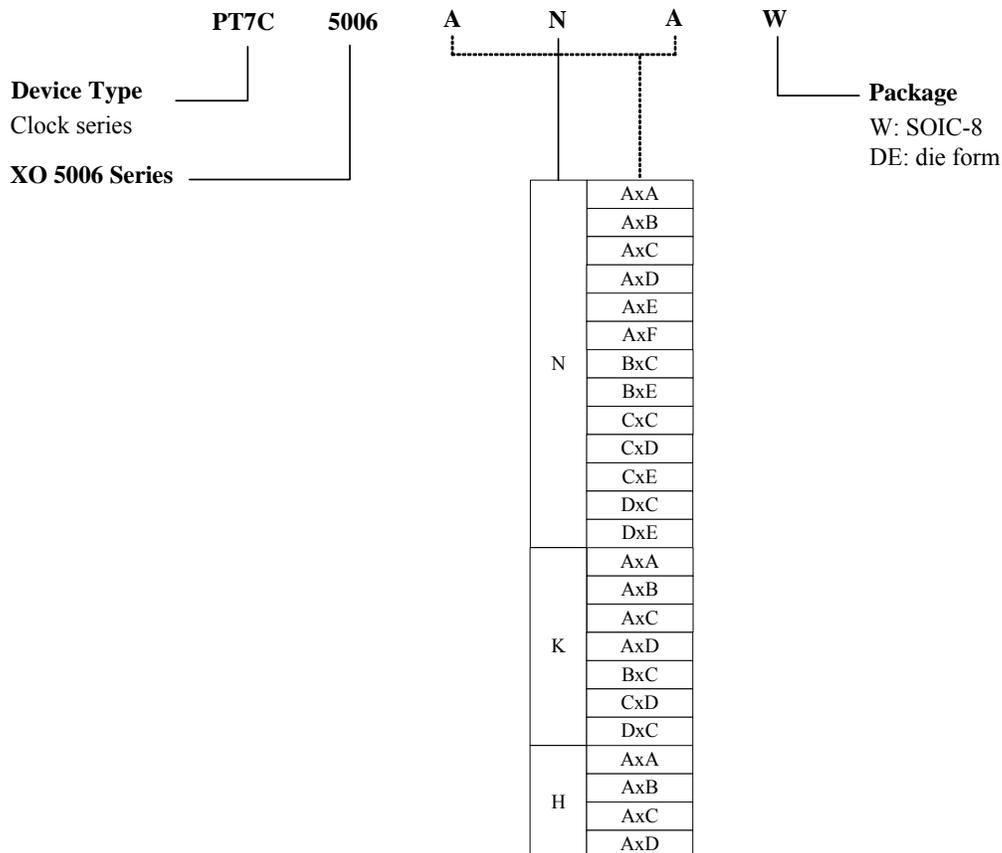 PT7C 5006 A N A W
Device Type
Clock series
XO 5006 Series
Package
W: SOIC-8
DE: die form
N
AxA
AxB
AxC
AxD
AxE
AxF
BxC
BxE
CxC
CxD
CxE
DxC
DxE
K
AxA
AxB
AxC
AxD
BxC
CxD
DxC
H
AxA
AxB
AxC
AxD